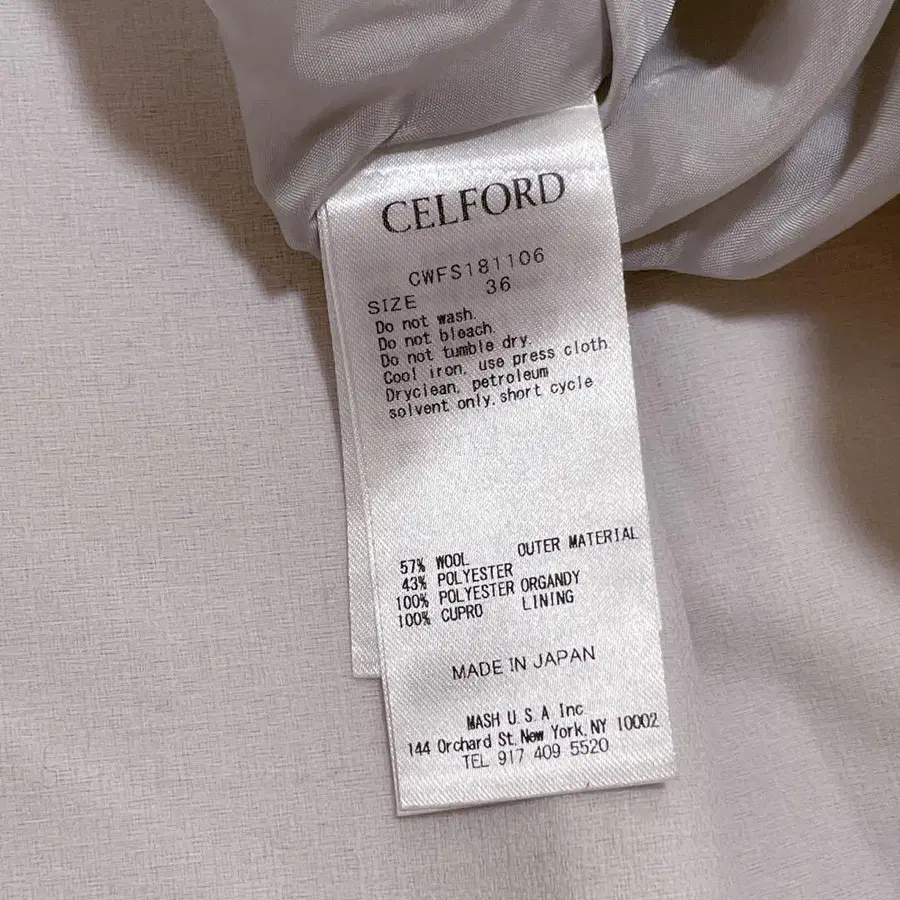 CELFORD
CWFS181106
SIZE 36
Do not wash.
Do not bleach.
Do not tumble dry.
Cool iron, use press cloth
Dryclean, petroleum
solvent only, short cycle
57% WOOL OUTER MATERIAL
43% POLYESTER
100% POLYESTER ORGANDY
100% CUPRO LINING
MADE IN JAPAN
MASH U.S.A Inc
144 Orchard St. New York, NY 10002
TEL 917 409 5520